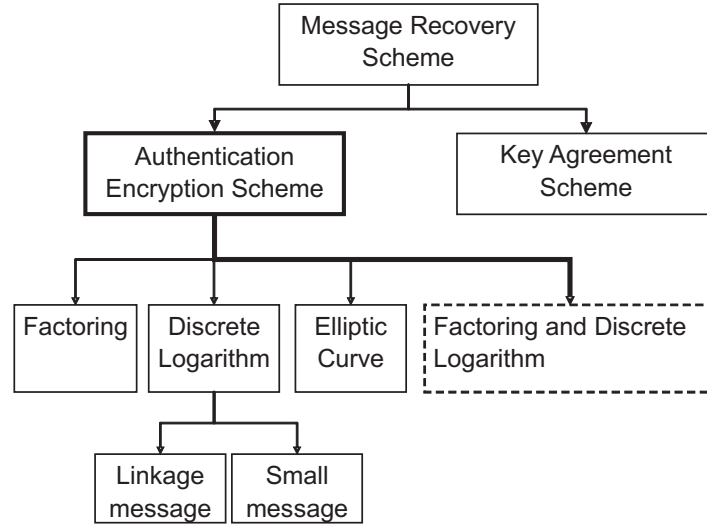 Message Recovery
Scheme
Authentication
Encryption Scheme
Key Agreement
Scheme
Factoring
Discrete
Logarithm
Elliptic
Curve
Factoring and Discrete
Logarithm
Linkage
message
Small
message